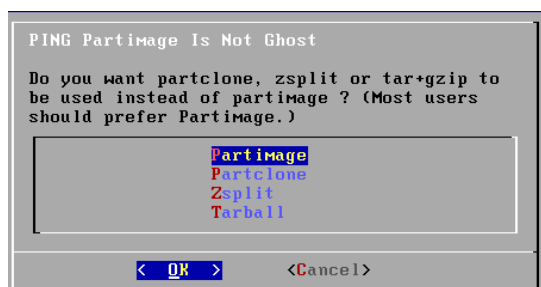 PING Partimage Is Not Ghost
Do you want partclone, zsplit or tar+gzip to
be used instead of partimage ? (Most users
should prefer Partimage.)
Partimage
Partclone
Zsplit
Tarball
< OK > <Cancel>